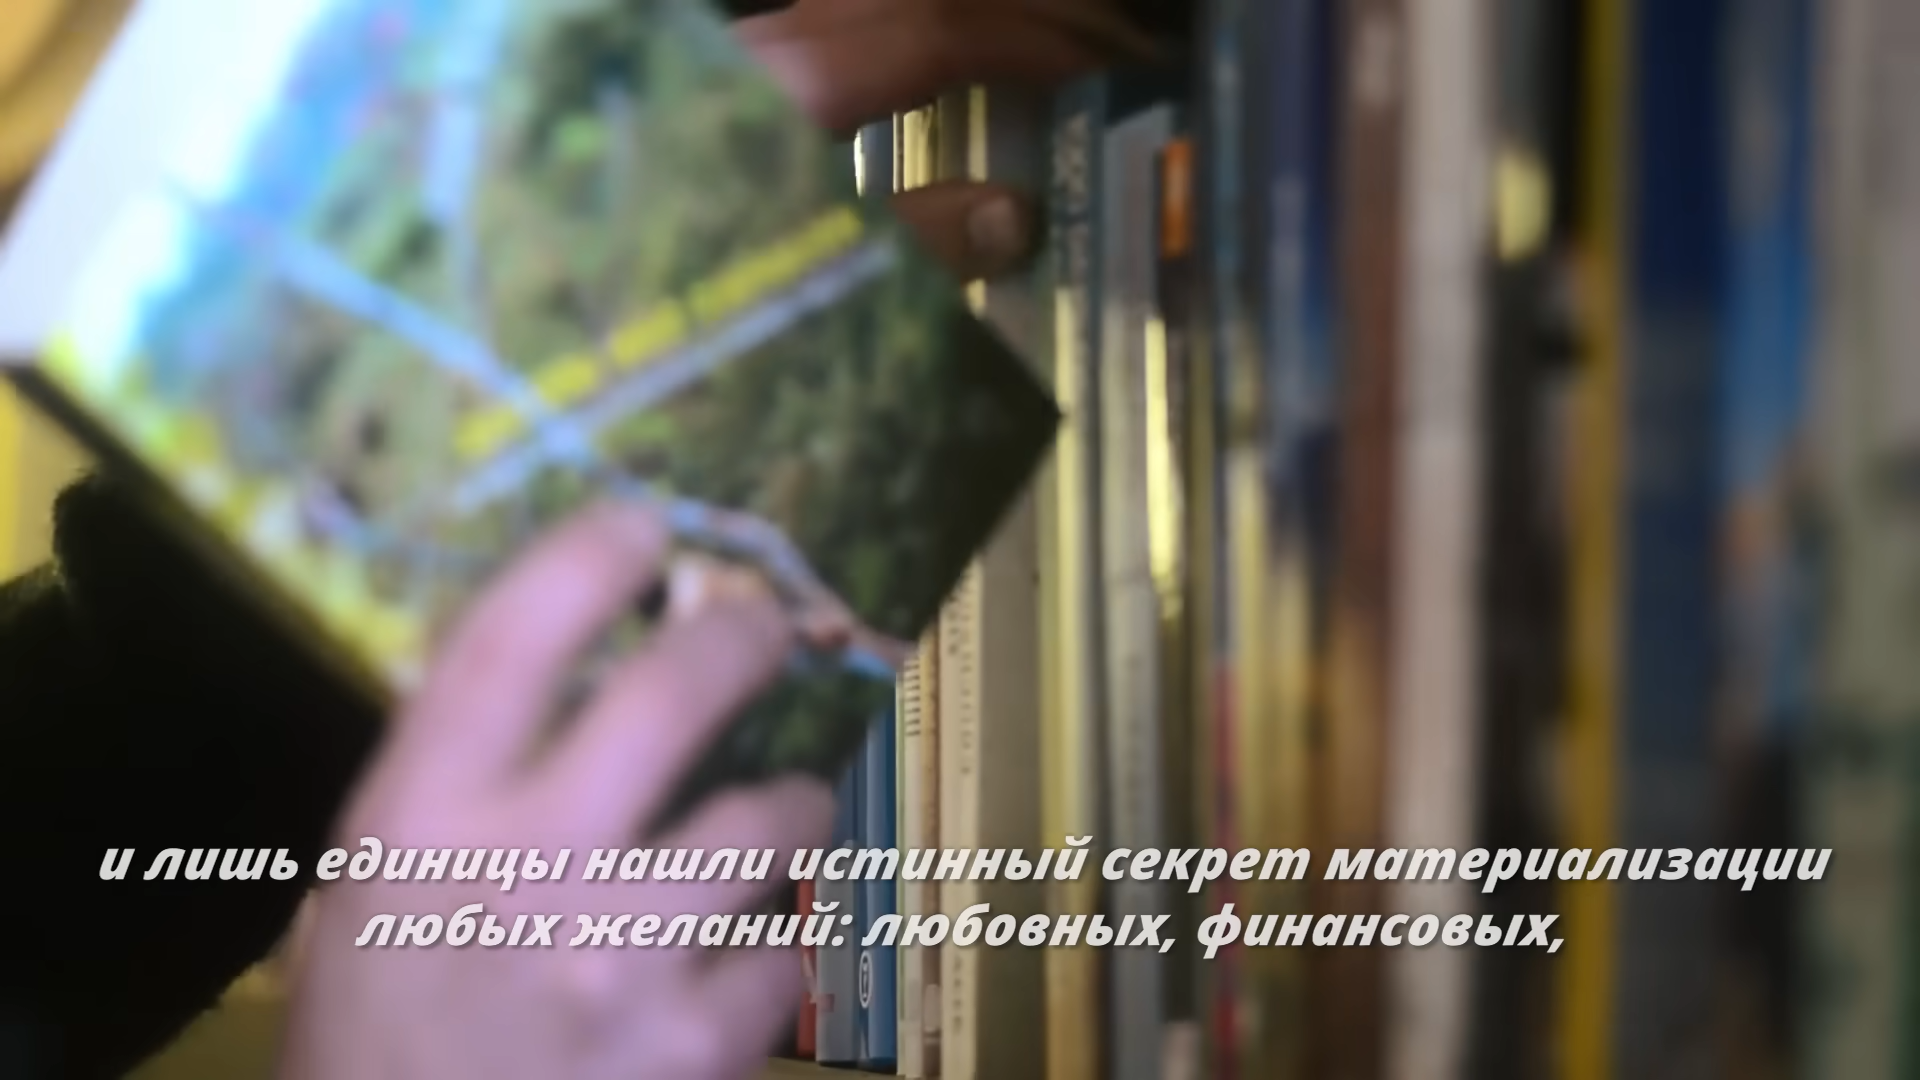 и лишь единицы нашли истинный секрет материализации
любых желаний: любовных, финансовых,